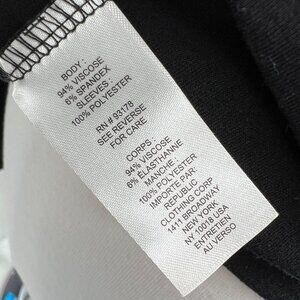 BODY :
94% VISCOSE
6% SPANDEX
SLEEVES :
100% POLYESTER
RN # 93178
SEE REVERSE
FOR CARE
CORPS :
94% VISCOSE
6% ELASTHANNE
MANCHE :
100% POLYESTER
IMPORTE PAR :
REPUBLIC
CLOTHING CORP
1411 BROADWAY
NEW YORK
NY 10018 USA
ENTRETIEN
AU VERSO